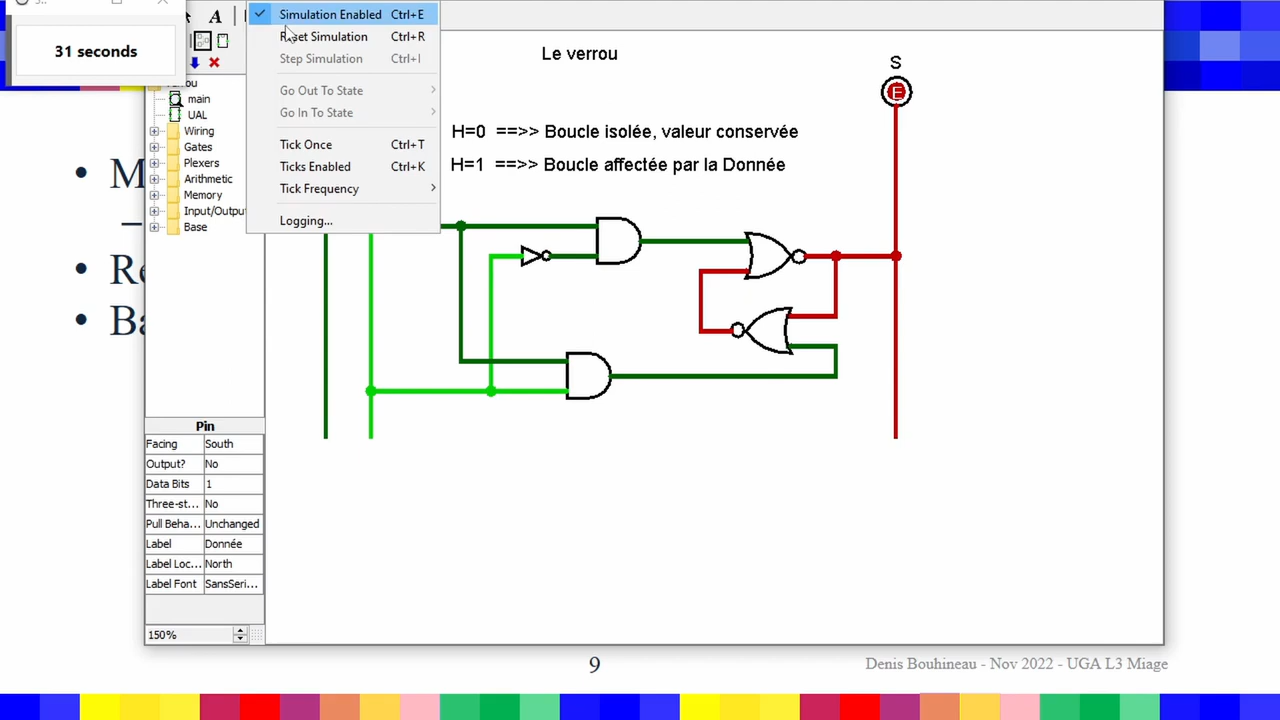 31 seconds
A
Simulation Enabled Ctrl+E
Reset Simulation Ctrl+R
Step Simulation Ctrl+I
Go Out To State
Go In To State
Tick Once Ctrl+T
Ticks Enabled Ctrl+K
Tick Frequency
Logging...
main
UAL
Wiring
Gates
Plexers
Arithmetic
Memory
Input/Output
Base
Le verrou
S
E
H=0 ==>> Boucle isolée, valeur conservée
H=1 ==>> Boucle affectée par la Donnée
• M
–
• Re
• Ba
Pin
Facing South
Output? No
Data Bits 1
Three-st... No
Pull Beha... Unchanged
Label Donnée
Label Loc... North
Label Font SansSeri...
150%
9
Denis Bouhineau - Nov 2022 - UGA L3 Miage